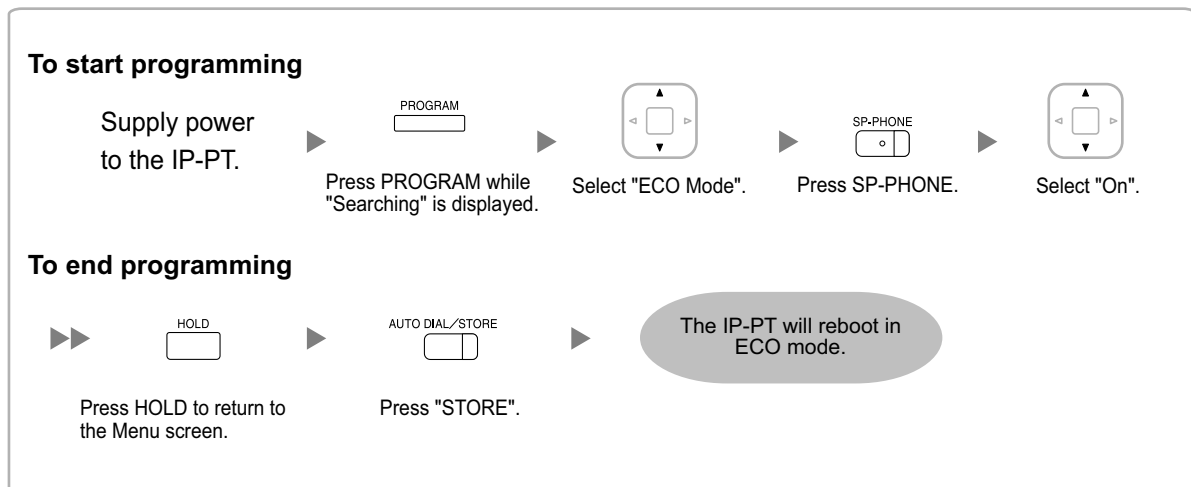 To start programming
Supply power
to the IP-PT.
PROGRAM
Press PROGRAM while
"Searching" is displayed.
Select "ECO Mode".
SP-PHONE
Press SP-PHONE.
Select "On".
To end programming
HOLD
Press HOLD to return to
the Menu screen.
AUTO DIAL/STORE
Press "STORE".
The IP-PT will reboot in
ECO mode.